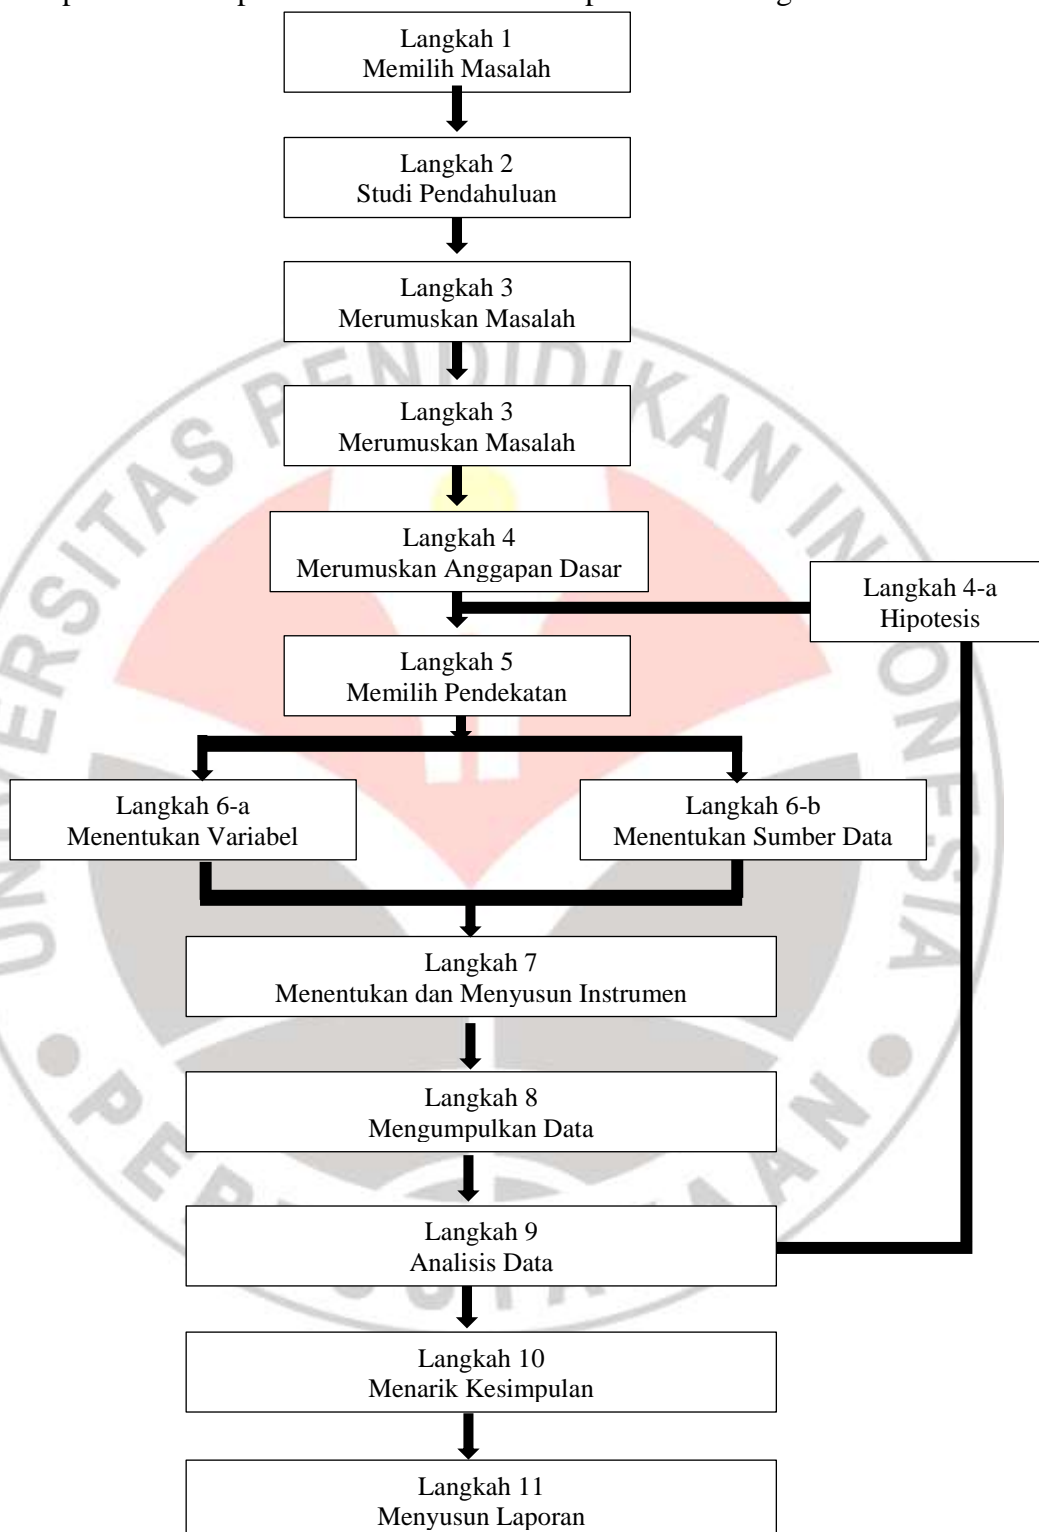 Langkah 1
Memilih Masalah
Langkah 2
Studi Pendahuluan
Langkah 3
Merumuskan Masalah
Langkah 3
Merumuskan Masalah
Langkah 4
Merumuskan Anggapan Dasar
Langkah 4-a
Hipotesis
Langkah 5
Memilih Pendekatan
Langkah 6-a
Menentukan Variabel
Langkah 6-b
Menentukan Sumber Data
Langkah 7
Menentukan dan Menyusun Instrumen
Langkah 8
Mengumpulkan Data
Langkah 9
Analisis Data
Langkah 10
Menarik Kesimpulan
Langkah 11
Menyusun Laporan
UNIVERSITAS PENDIDIKAN INDONESIA